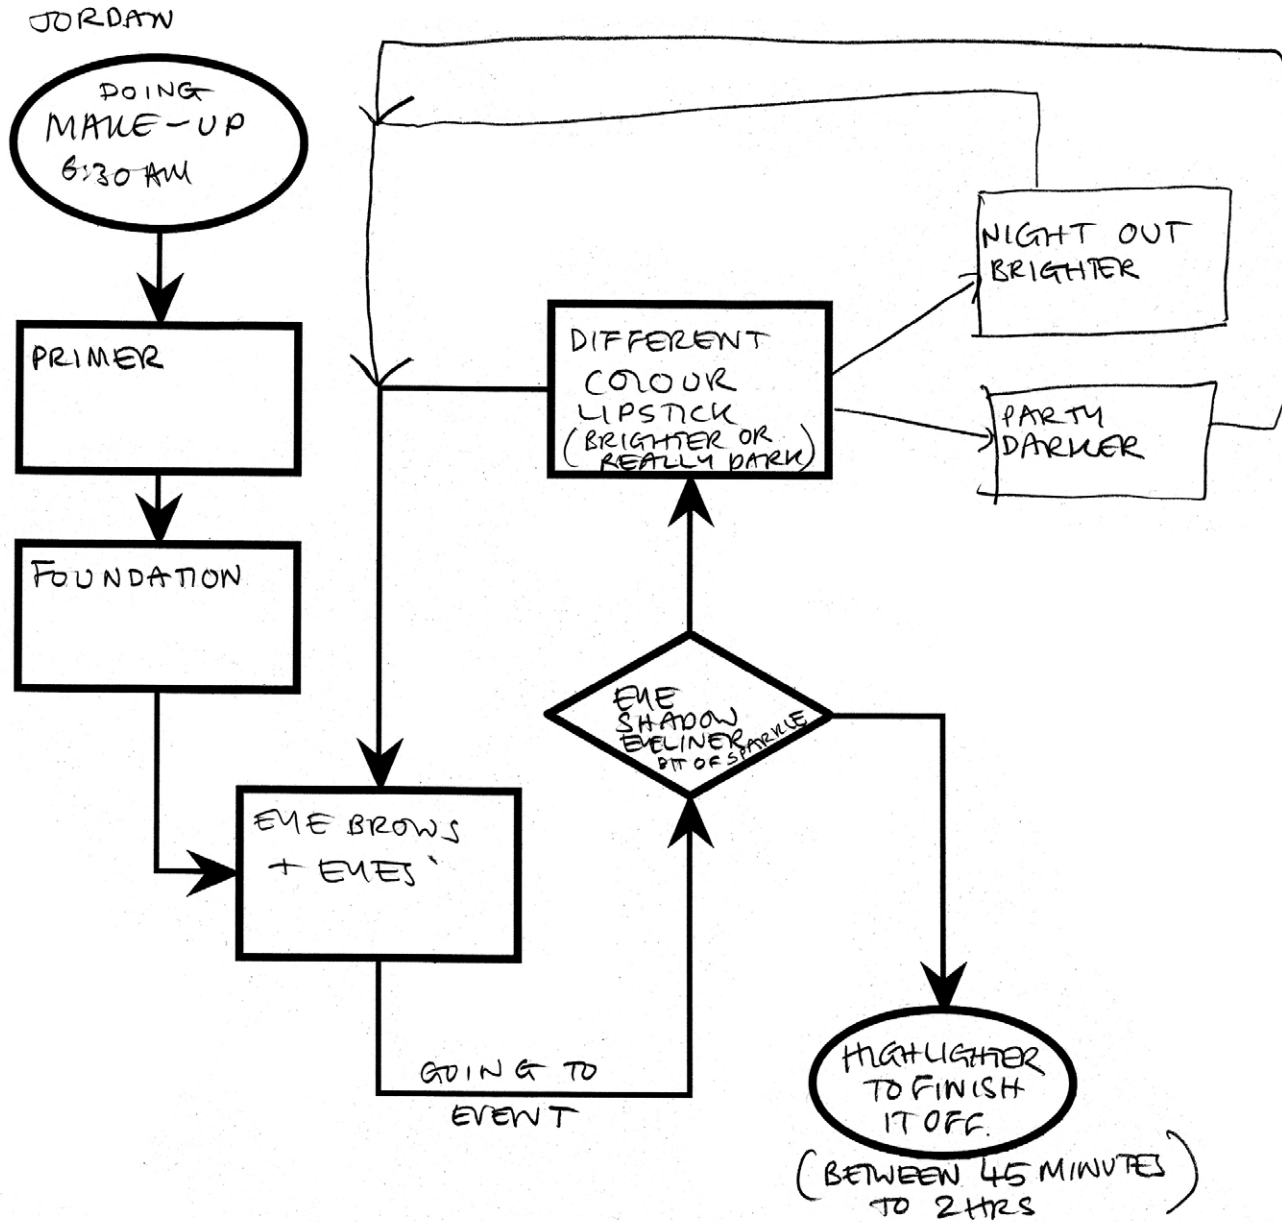 JORDAN
DOING
MAKE-UP
6:30 AM
PRIMER
FOUNDATION
EYE BROWS
+ EYES
GOING TO
EVENT
EYE
SHADOW
EYELINER
BIT OF SPARKLE
DIFFERENT
COLOUR
LIPSTICK
(BRIGHTER OR
REALLY DARK)
NIGHT OUT
BRIGHTER
PARTY
DARKER
HIGHLIGHTER
TO FINISH
IT OFF.
(BETWEEN 45 MINUTES
TO 2HRS)